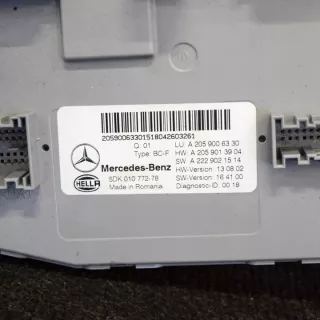 20590063301518042603261
Q: 01 LU: A 205 900 63 30
Type: BC-F HW: A 205 901 39 04
Mercedes-Benz SW: A 222 902 15 14
HELLA 5DK 010 772-78 HW-Version: 13 08 02
Made in Romania SW-Version: 16 41 00
Diagnostic-ID: 00 18